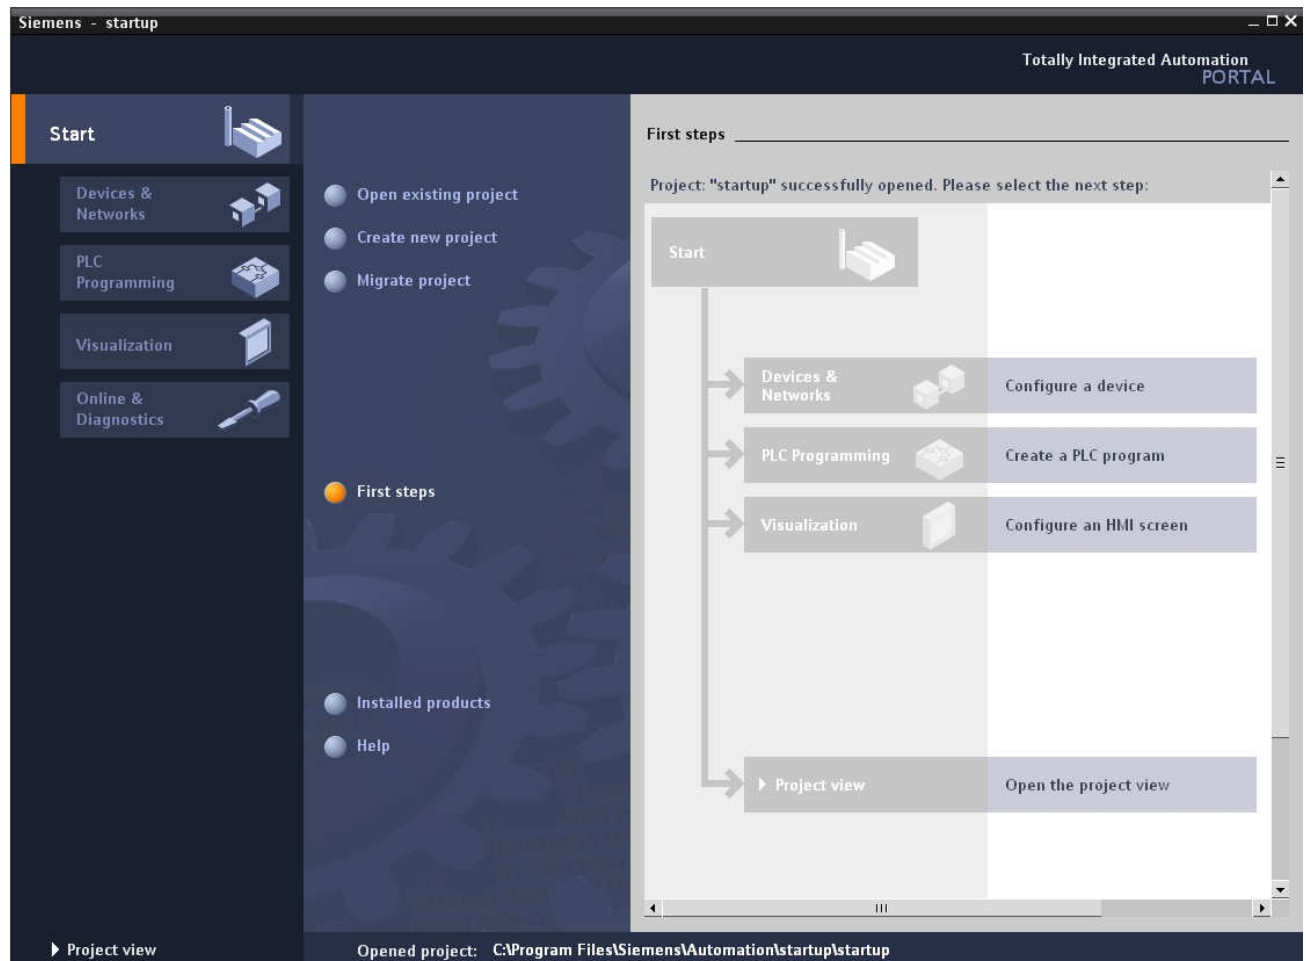 Siemens - startup
Totally Integrated Automation
PORTAL
Start
Devices &
Networks
PLC
Programming
Visualization
Online &
Diagnostics
Open existing project
Create new project
Migrate project
First steps
Installed products
Help
First steps
Project: "startup" successfully opened. Please select the next step:
Start
Devices &
Networks
Configure a device
PLC Programming
Create a PLC program
Visualization
Configure an HMI screen
Project view
Open the project view
Project view
Opened project: C:\Program Files\Siemens\Automation\startup\startup